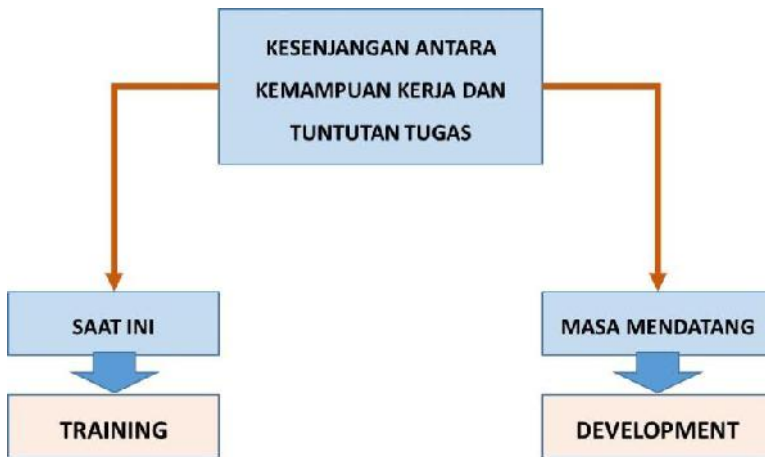 KESENJANGAN ANTARA
KEMAMPUAN KERJA DAN
TUNTUTAN TUGAS
SAAT INI
MASA MENDATANG
TRAINING
DEVELOPMENT